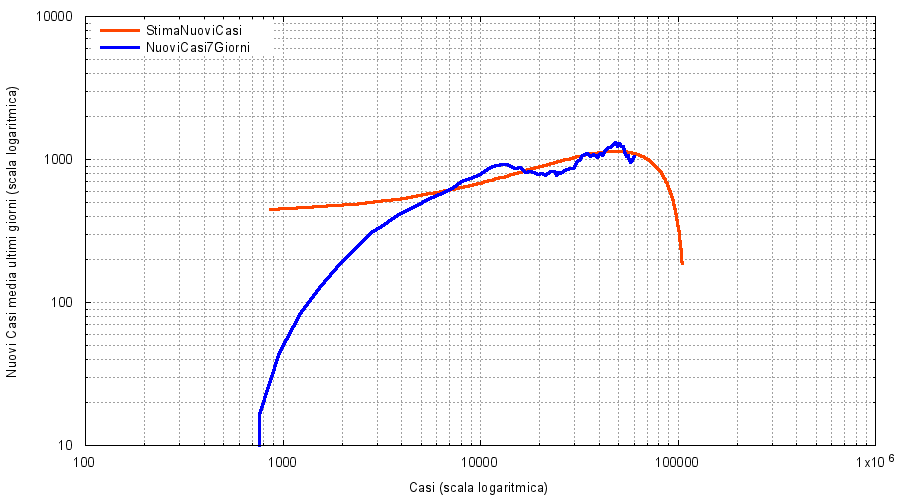 10000
StimaNuoviCasi
NuoviCasi7Giorni
1000
100
10
Nuovi Casi media ultimi giorni (scala logaritmica)
100 1000 10000 100000 1x10 6
Casi (scala logaritmica)